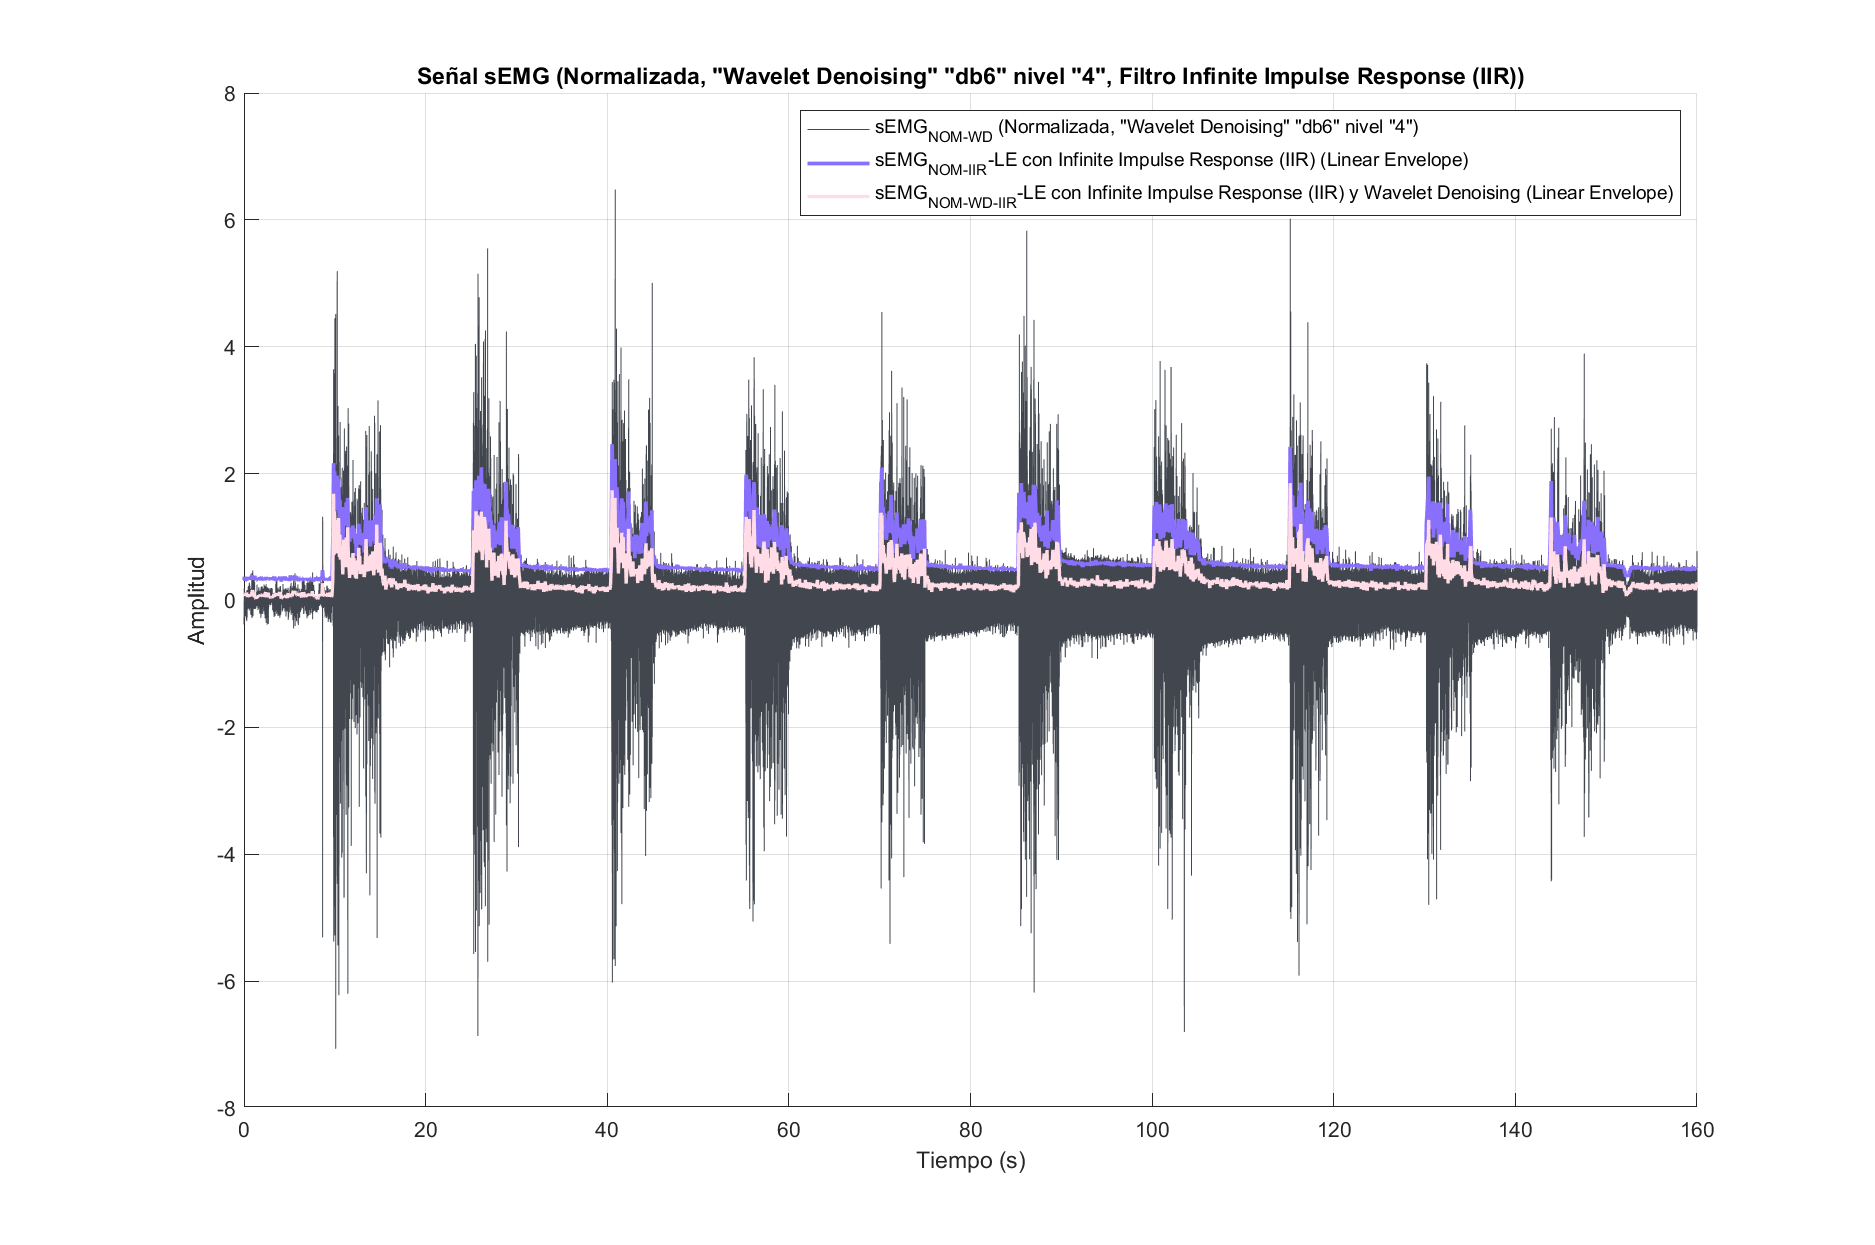 Señal sEMG (Normalizada, "Wavelet Denoising" "db6" nivel "4", Filtro Infinite Impulse Response (IIR))
sEMG_NOM-WD (Normalizada, "Wavelet Denoising" "db6" nivel "4")
sEMG_NOM-IIR-LE con Infinite Impulse Response (IIR) (Linear Envelope)
sEMG_NOM-WD-IIR-LE con Infinite Impulse Response (IIR) y Wavelet Denoising (Linear Envelope)
Amplitud
8
6
4
2
0
-2
-4
-6
-8
0 20 40 60 80 100 120 140 160
Tiempo (s)